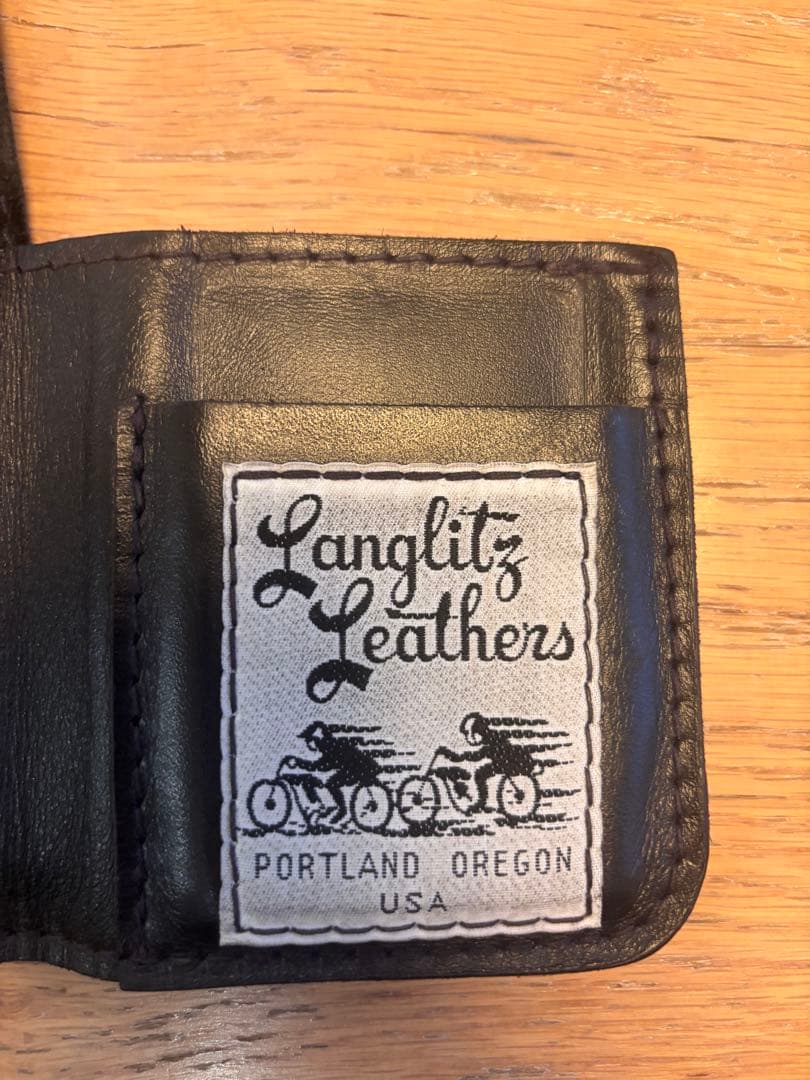 Langlitz
Leathers
PORTLAND OREGON
USA